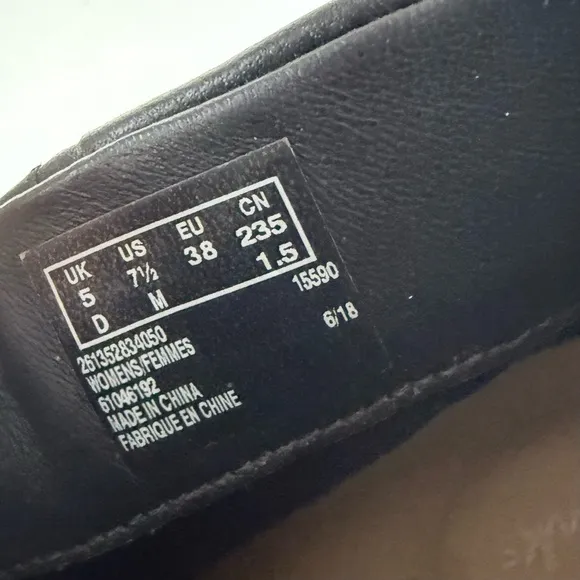 UK US EU CN
5 7½ 38 235
D M 1.5
261352834050 15590
WOMENS/FEMMES 6/18
61046192
MADE IN CHINA
FABRIQUE EN CHINE